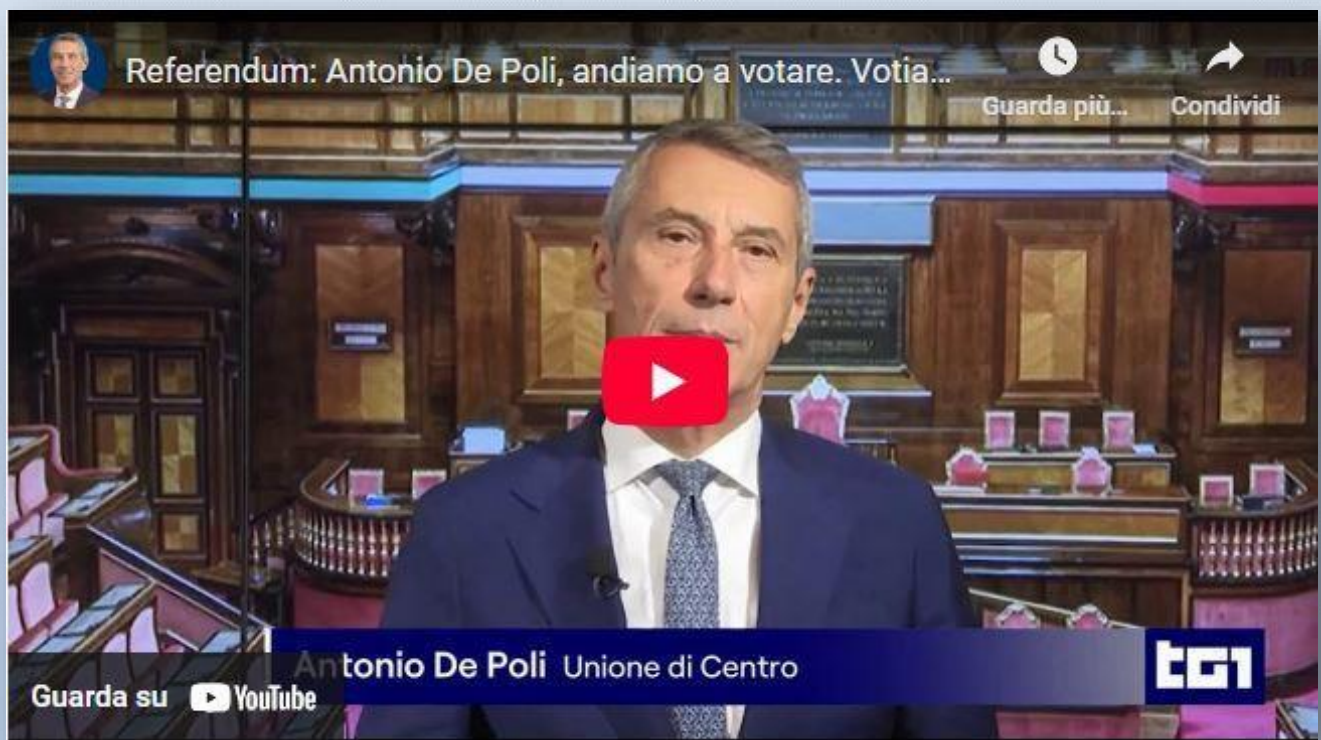 Referendum: Antonio De Poli, andiamo a votare. Votia...
Guarda più...
Condividi
Antonio De Poli Unione di Centro
tg1
Guarda su YouTube